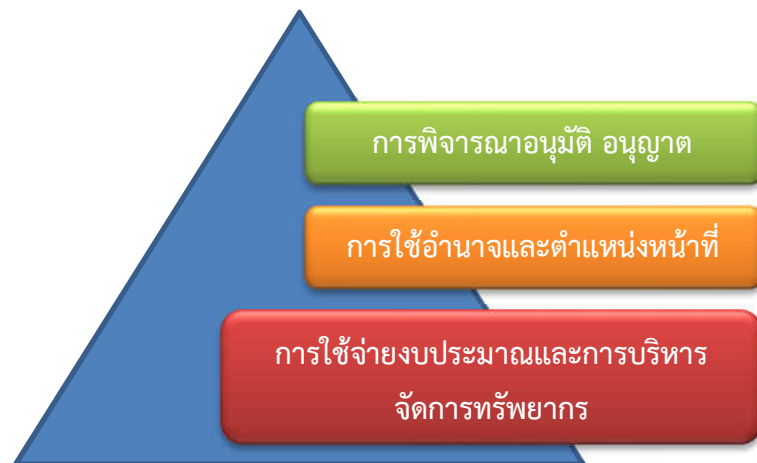 การพิจารณาอนุมัติ อนุญาต
การใช้อำนาจและตำแหน่งหน้าที่
การใช้จ่ายงบประมาณและการบริหาร
จัดการทรัพยากร